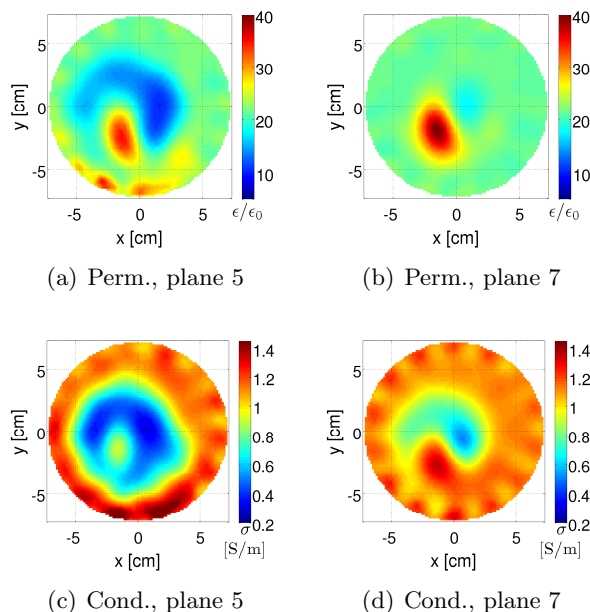 y [cm]
5
0
-5
-5 0 5
x [cm]
40
30
20
10
ϵ/ϵ0
(a) Perm., plane 5
y [cm]
5
0
-5
-5 0 5
x [cm]
40
30
20
10
ϵ/ϵ0
(b) Perm., plane 7
y [cm]
5
0
-5
-5 0 5
x [cm]
1.4
1.2
1
0.8
0.6
0.4
0.2
σ
[S/m]
(c) Cond., plane 5
y [cm]
5
0
-5
-5 0 5
x [cm]
1.4
1.2
1
0.8
0.6
0.4
0.2
σ
[S/m]
(d) Cond., plane 7